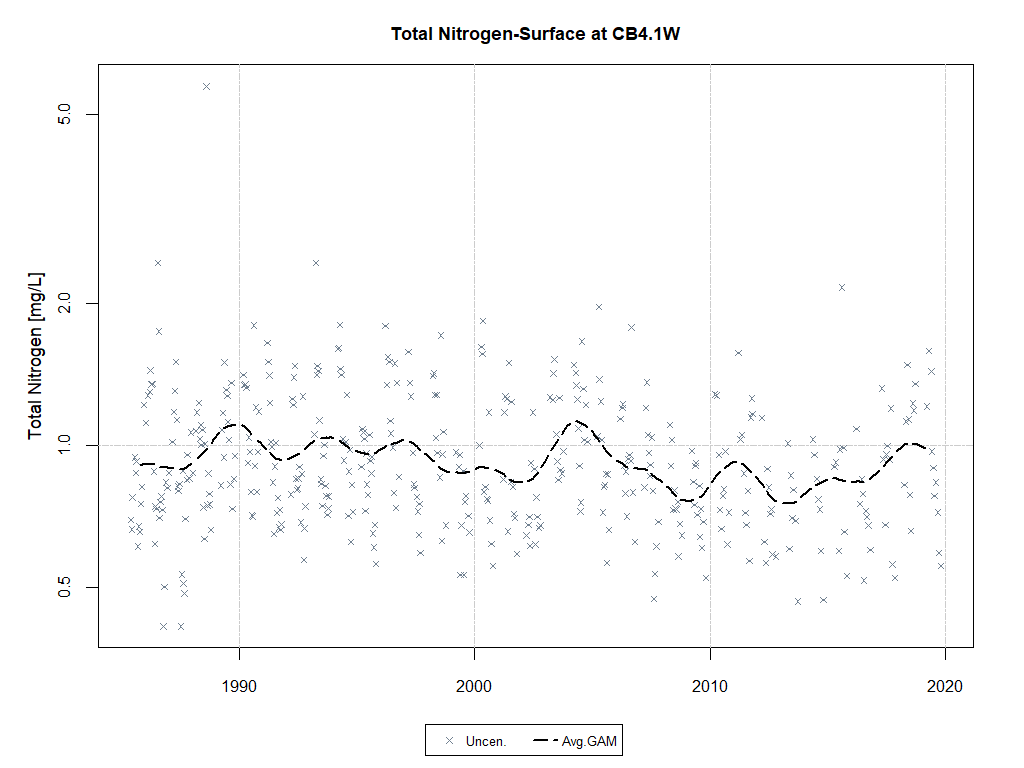 Total Nitrogen-Surface at CB4.1W
Total Nitrogen [mg/L]
5.0
2.0
1.0
0.5
1990 2000 2010 2020
Uncen. Avg.GAM